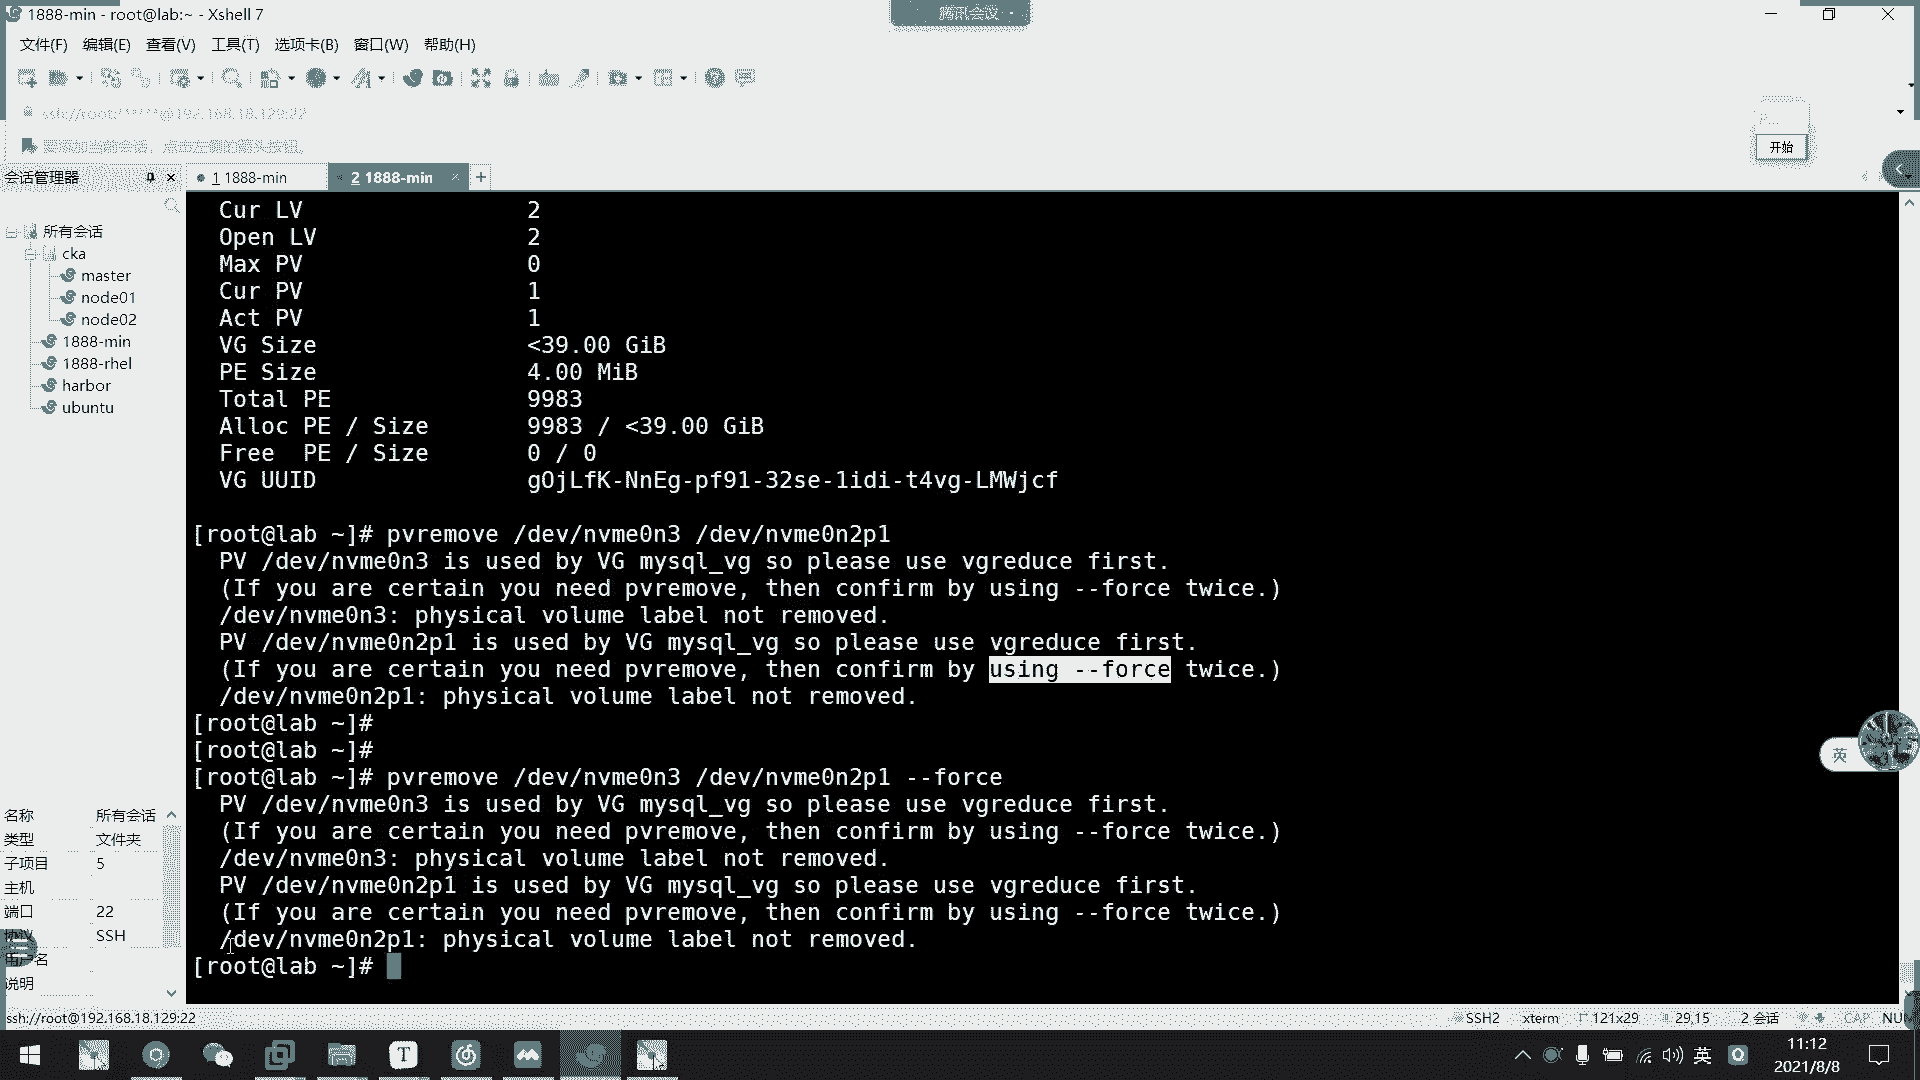 1888-min - root@lab:~ - Xshell 7
腾讯会议
文件(F) 编辑(E) 查看(V) 工具(T) 选项卡(B) 窗口(W) 帮助(H)
ssh://root:*****@192.168.18.129:22
要添加当前会话，点击左侧的箭头按钮。
开始
会话管理器
1 1888-min
2 1888-min
所有会话
cka
master
node01
node02
1888-min
1888-rhel
harbor
ubuntu
Cur LV 2
Open LV 2
Max PV 0
Cur PV 1
Act PV 1
VG Size <39.00 GiB
PE Size 4.00 MiB
Total PE 9983
Alloc PE / Size 9983 / <39.00 GiB
Free PE / Size 0 / 0
VG UUID gOjLfK-NnEg-pf91-32se-1idi-t4vg-LMWjcf
[root@lab ~]# pvremove /dev/nvme0n3 /dev/nvme0n2p1
PV /dev/nvme0n3 is used by VG mysql_vg so please use vgreduce first.
(If you are certain you need pvremove, then confirm by using --force twice.)
/dev/nvme0n3: physical volume label not removed.
PV /dev/nvme0n2p1 is used by VG mysql_vg so please use vgreduce first.
(If you are certain you need pvremove, then confirm by using --force twice.)
/dev/nvme0n2p1: physical volume label not removed.
[root@lab ~]#
[root@lab ~]#
[root@lab ~]# pvremove /dev/nvme0n3 /dev/nvme0n2p1 --force
PV /dev/nvme0n3 is used by VG mysql_vg so please use vgreduce first.
(If you are certain you need pvremove, then confirm by using --force twice.)
/dev/nvme0n3: physical volume label not removed.
PV /dev/nvme0n2p1 is used by VG mysql_vg so please use vgreduce first.
(If you are certain you need pvremove, then confirm by using --force twice.)
/dev/nvme0n2p1: physical volume label not removed.
[root@lab ~]#
英
名称 所有会话
类型 文件夹
子项目 5
主机
端口 22
协议 SSH
用户名
说明
ssh://root@192.168.18.129:22
SSH2 xterm 121x29 29,15 2 会话 CAP NUM
英
11:12
2021/8/8